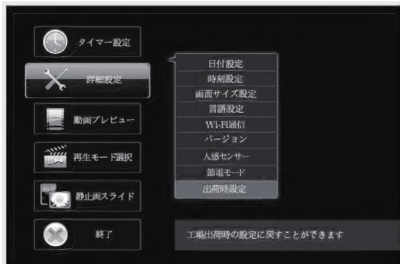 タイマー設定
詳細設定
動画プレビュー
再生モード選択
静止画スライド
終了
日付設定
時刻設定
画面サイズ設定
言語設定
Wi-Fi通信
バージョン
人感センサー
節電モード
出荷時設定
工場出荷時の設定に戻すことができます